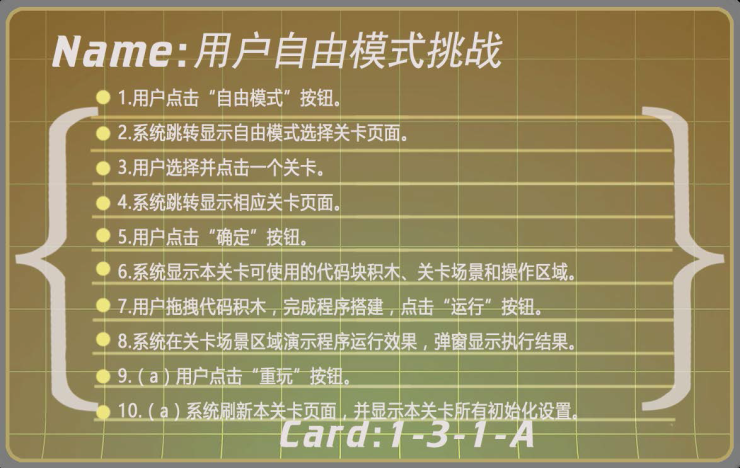 Name:用户自由模式挑战
1.用户点击“自由模式”按钮。
2.系统跳转显示自由模式选择关卡页面。
3.用户选择并点击一个关卡。
4.系统跳转显示相应关卡页面。
5.用户点击“确定”按钮。
6.系统显示本关卡可使用的代码块积木、关卡场景和操作区域。
7.用户拖拽代码积木，完成程序搭建，点击“运行”按钮。
8.系统在关卡场景区域演示程序运行效果，弹窗显示执行结果。
9.（a）用户点击“重玩”按钮。
10.（a）系统刷新本关卡页面，并显示本关卡所有初始化设置。
Card:1-3-1-A